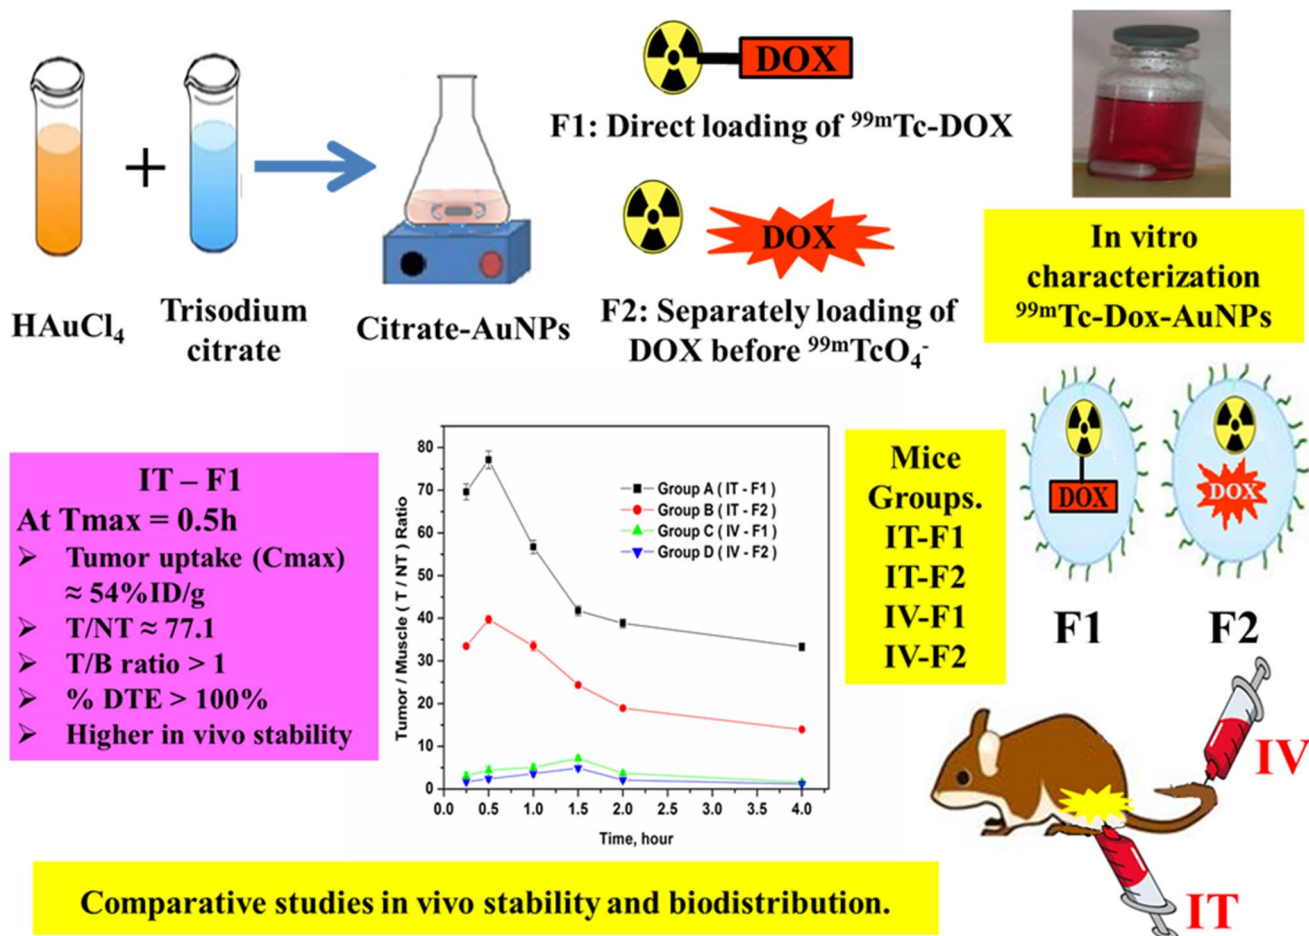 DOX
F1: Direct loading of ⁹⁹ᵐTc-DOX
+
HAuCl₄
Trisodium
citrate
Citrate-AuNPs
DOX
F2: Separately loading of
DOX before ⁹⁹ᵐTcO₄⁻
In vitro
characterization
⁹⁹ᵐTc-Dox-AuNPs
IT – F1
At Tmax = 0.5h
➢ Tumor uptake (Cmax)
≈ 54%ID/g
➢ T/NT ≈ 77.1
➢ T/B ratio > 1
➢ % DTE > 100%
➢ Higher in vivo stability
Tumor / Muscle ( T / NT ) Ratio
80
70
60
50
40
30
20
10
0
Group A ( IT - F1 )
Group B ( IT - F2 )
Group C ( IV - F1 )
Group D ( IV - F2 )
0.0 0.5 1.0 1.5 2.0 2.5 3.0 3.5 4.0
Time, hour
Mice
Groups.
IT-F1
IT-F2
IV-F1
IV-F2
DOX
DOX
F1
F2
IV
IT
Comparative studies in vivo stability and biodistribution.